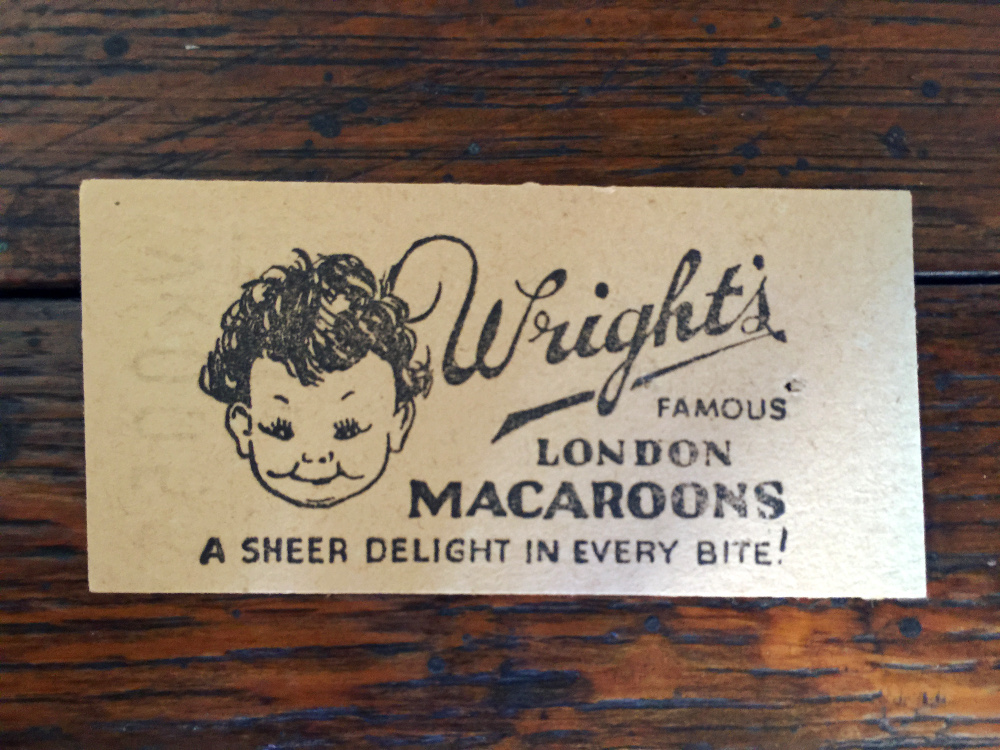 Wright's
FAMOUS
LONDON
MACAROONS
A SHEER DELIGHT IN EVERY BITE!